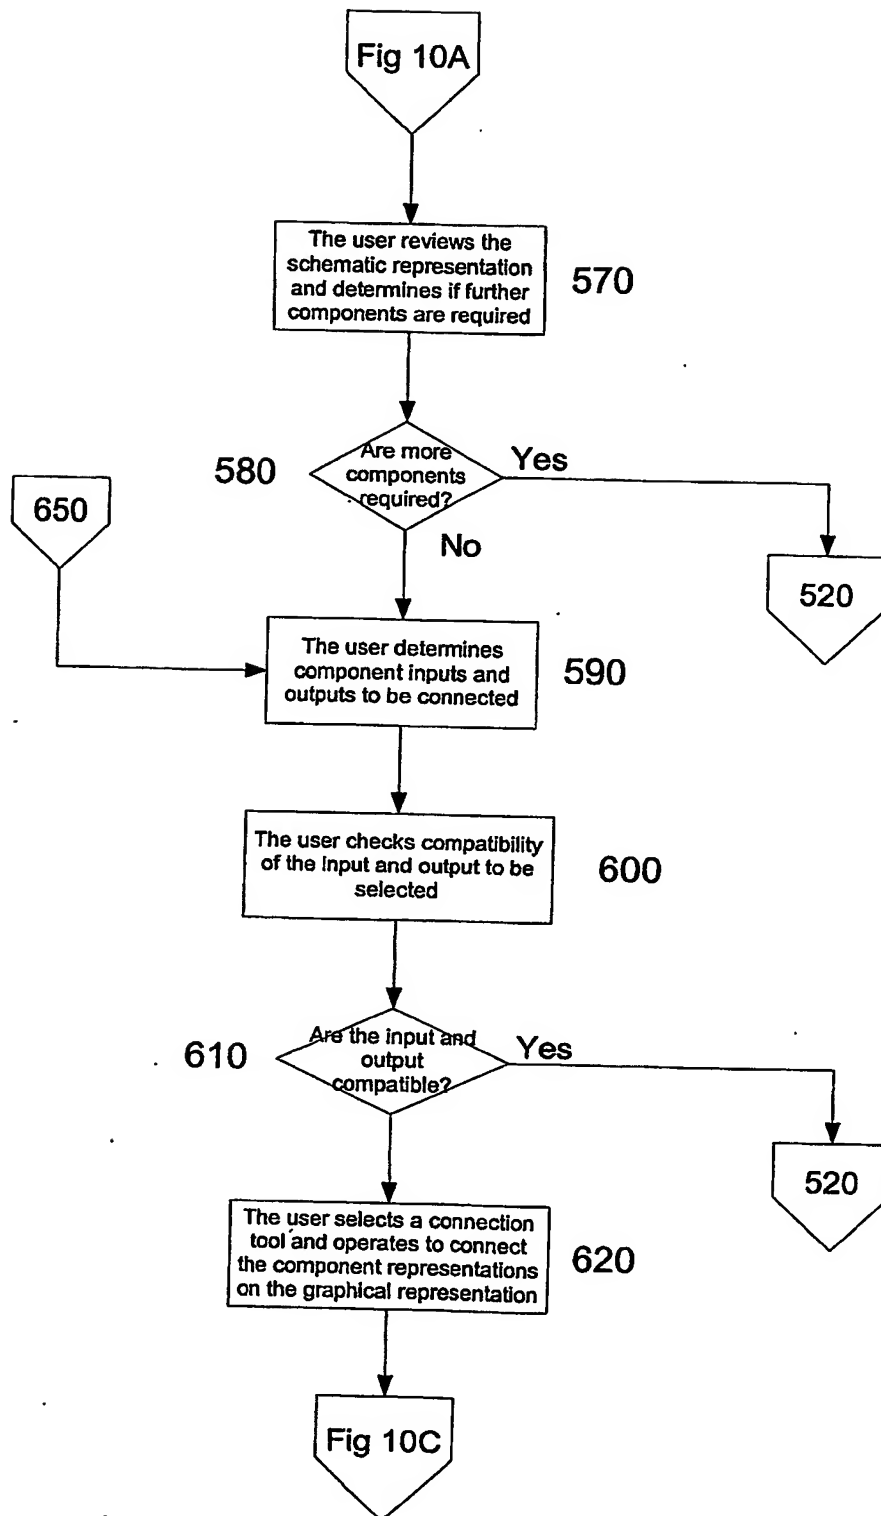 Fig 10A
The user reviews the
schematic representation
and determines if further
components are required
570
Are more
components
required?
580
Yes
650
No
520
The user determines
component inputs and
outputs to be connected
590
The user checks compatibility
of the input and output to be
selected
600
Are the input and
output
compatible?
610
Yes
520
The user selects a connection
tool and operates to connect
the component representations
on the graphical representation
620
Fig 10C